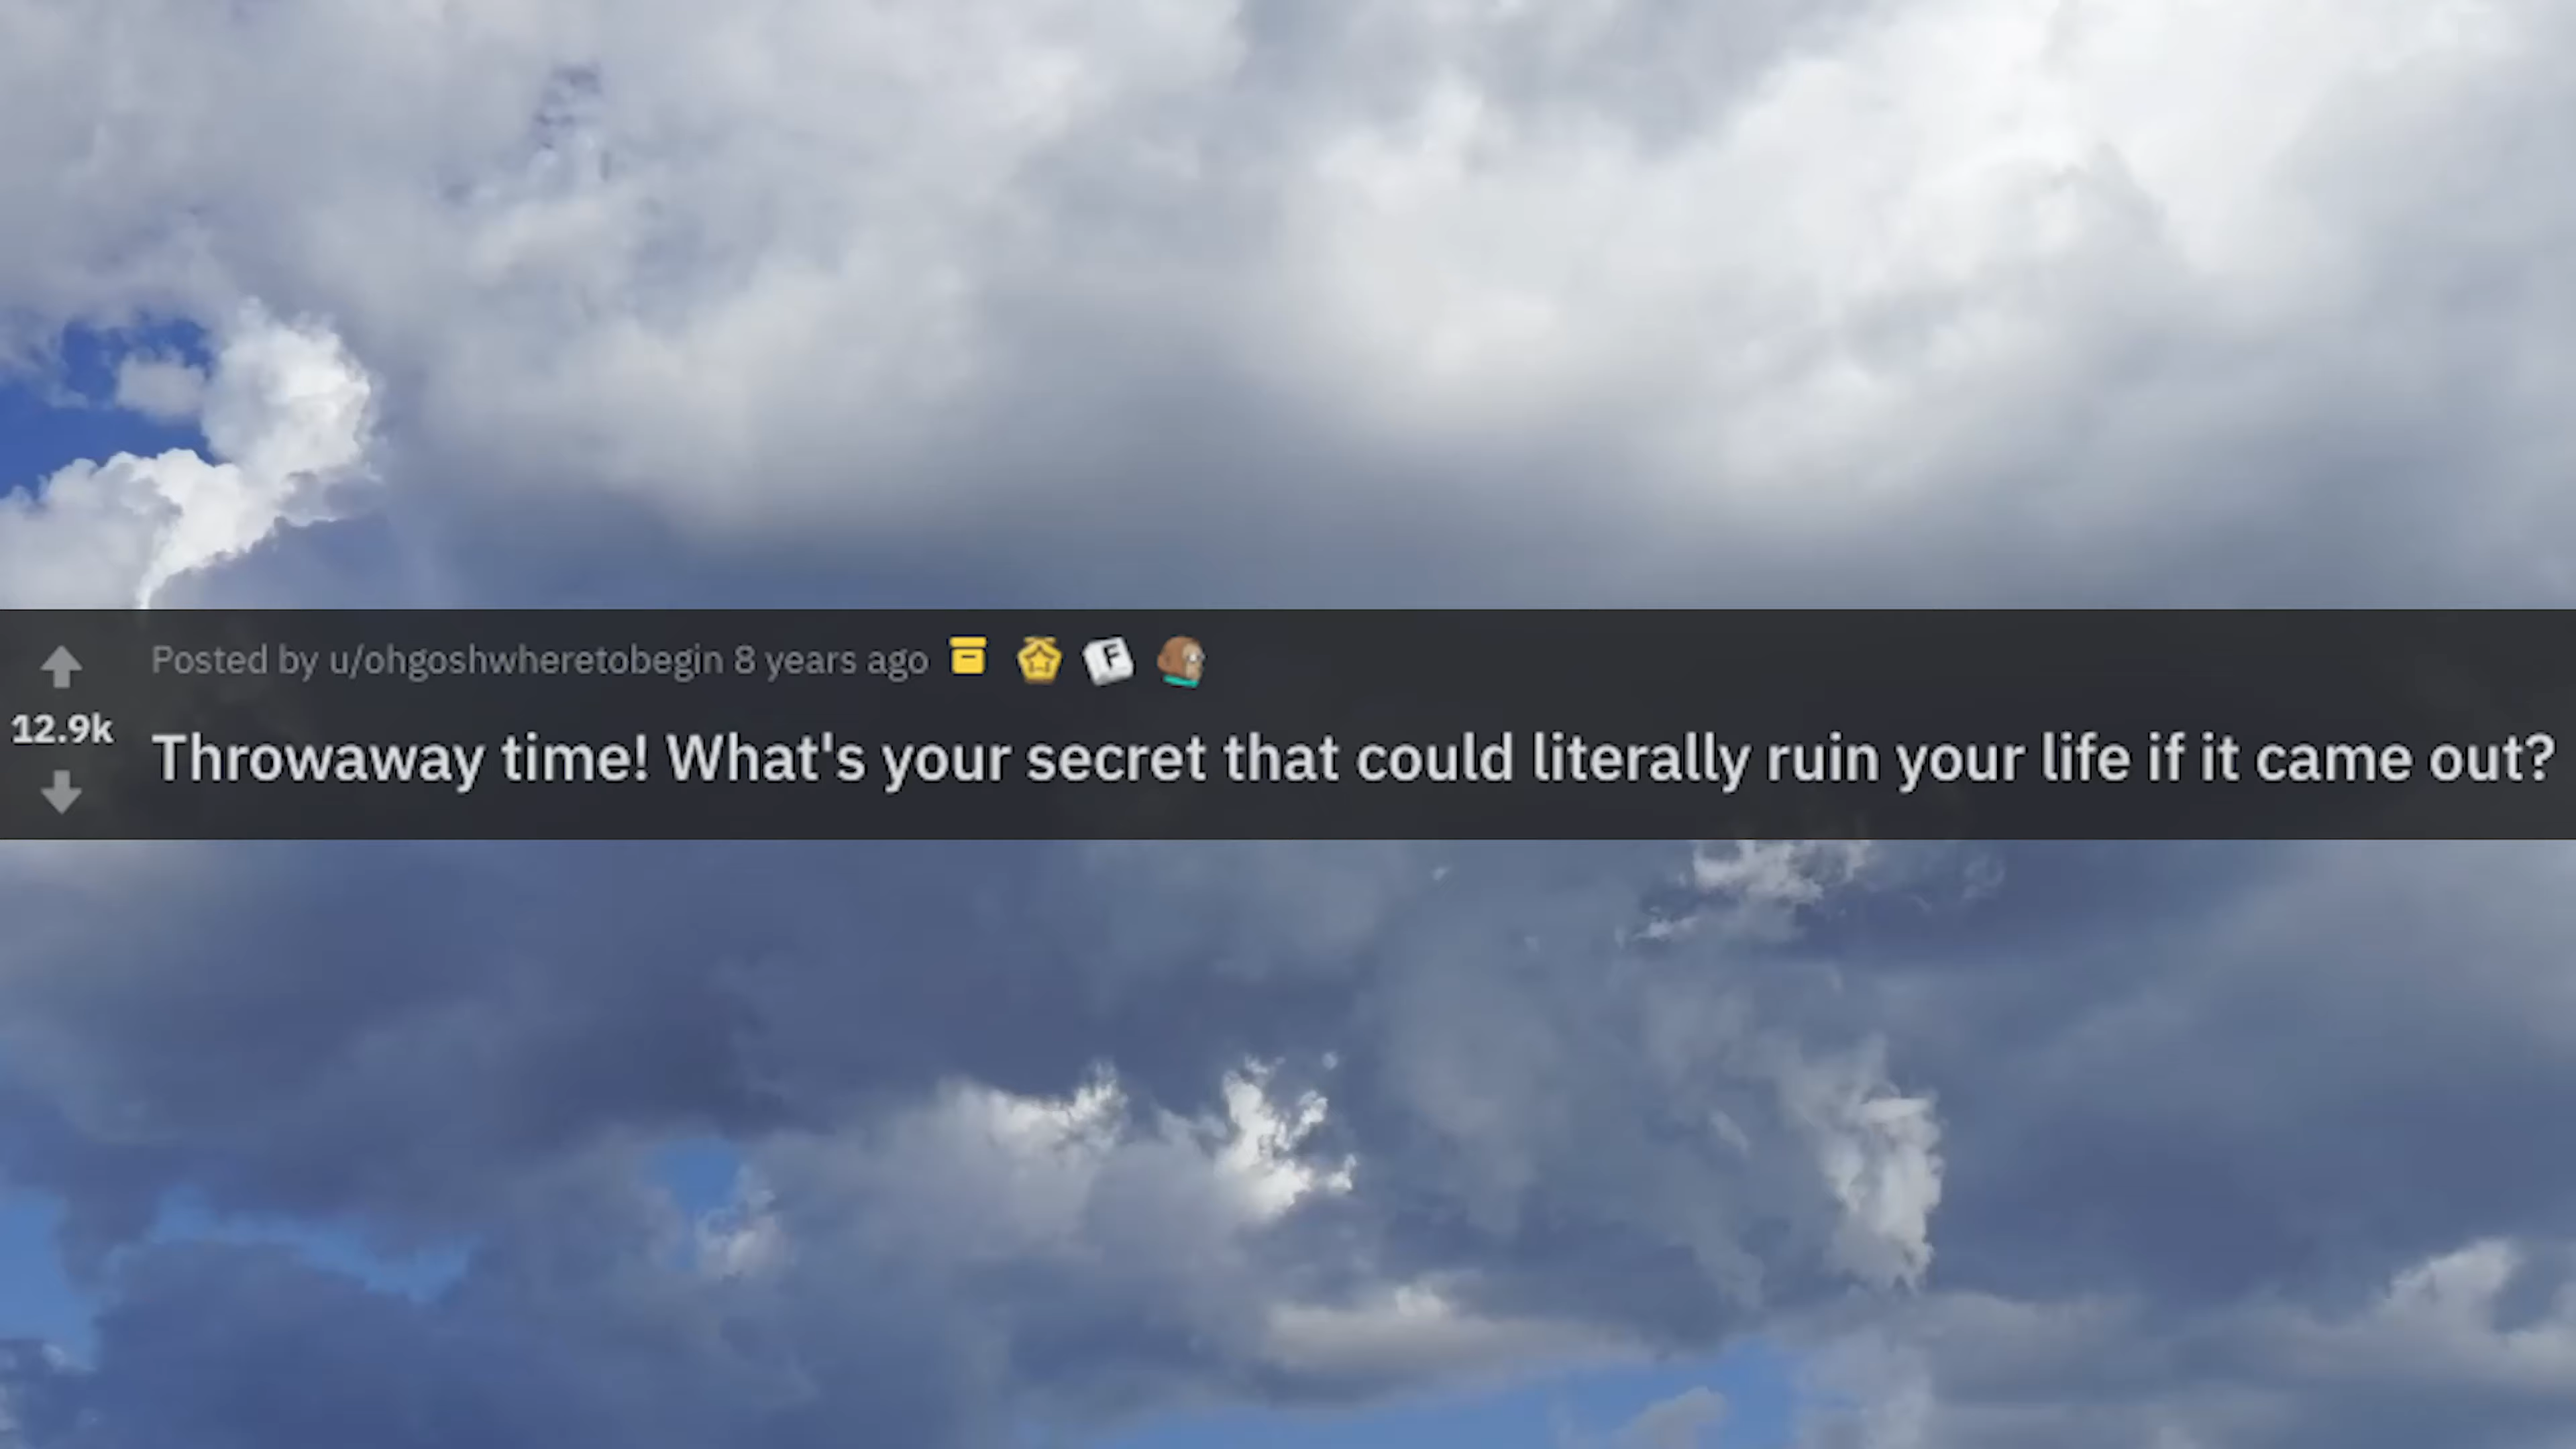 Posted by u/ohgoshwheretobegin 8 years ago
F
12.9k
Throwaway time! What's your secret that could literally ruin your life if it came out?